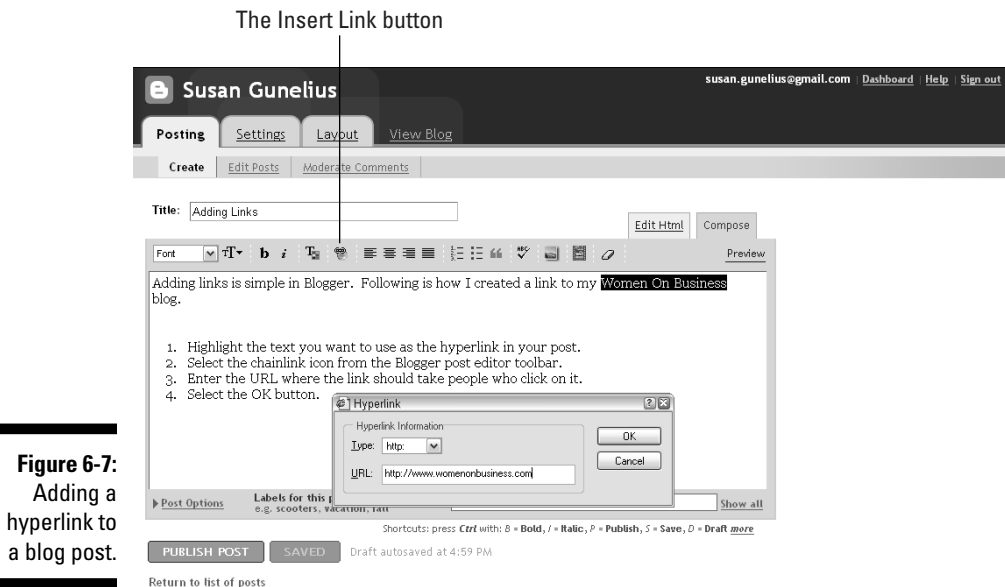 The Insert Link button
Susan Gunelius
susan.gunelius@gmail.com | Dashboard | Help | Sign out
Posting Settings Layout View Blog
Create Edit Posts Moderate Comments
Title: Adding Links
Edit Html Compose
Font b i ABC Preview
Adding links is simple in Blogger. Following is how I created a link to my Women On Business
blog.
1. Highlight the text you want to use as the hyperlink in your post.
2. Select the chainlink icon from the Blogger post editor toolbar.
3. Enter the URL where the link should take people who click on it.
4. Select the OK button.
Hyperlink
Hyperlink Information
Type: http:
OK
URL: http://www.womenonbusiness.com
Cancel
Post Options Labels for this
e.g. scooters, vacation, fall
Show all
Shortcuts: press Ctrl with: B = Bold, I = Italic, P = Publish, S = Save, D = Draft more
PUBLISH POST SAVED Draft autosaved at 4:59 PM
Return to list of posts
Figure 6-7:
Adding a
hyperlink to
a blog post.